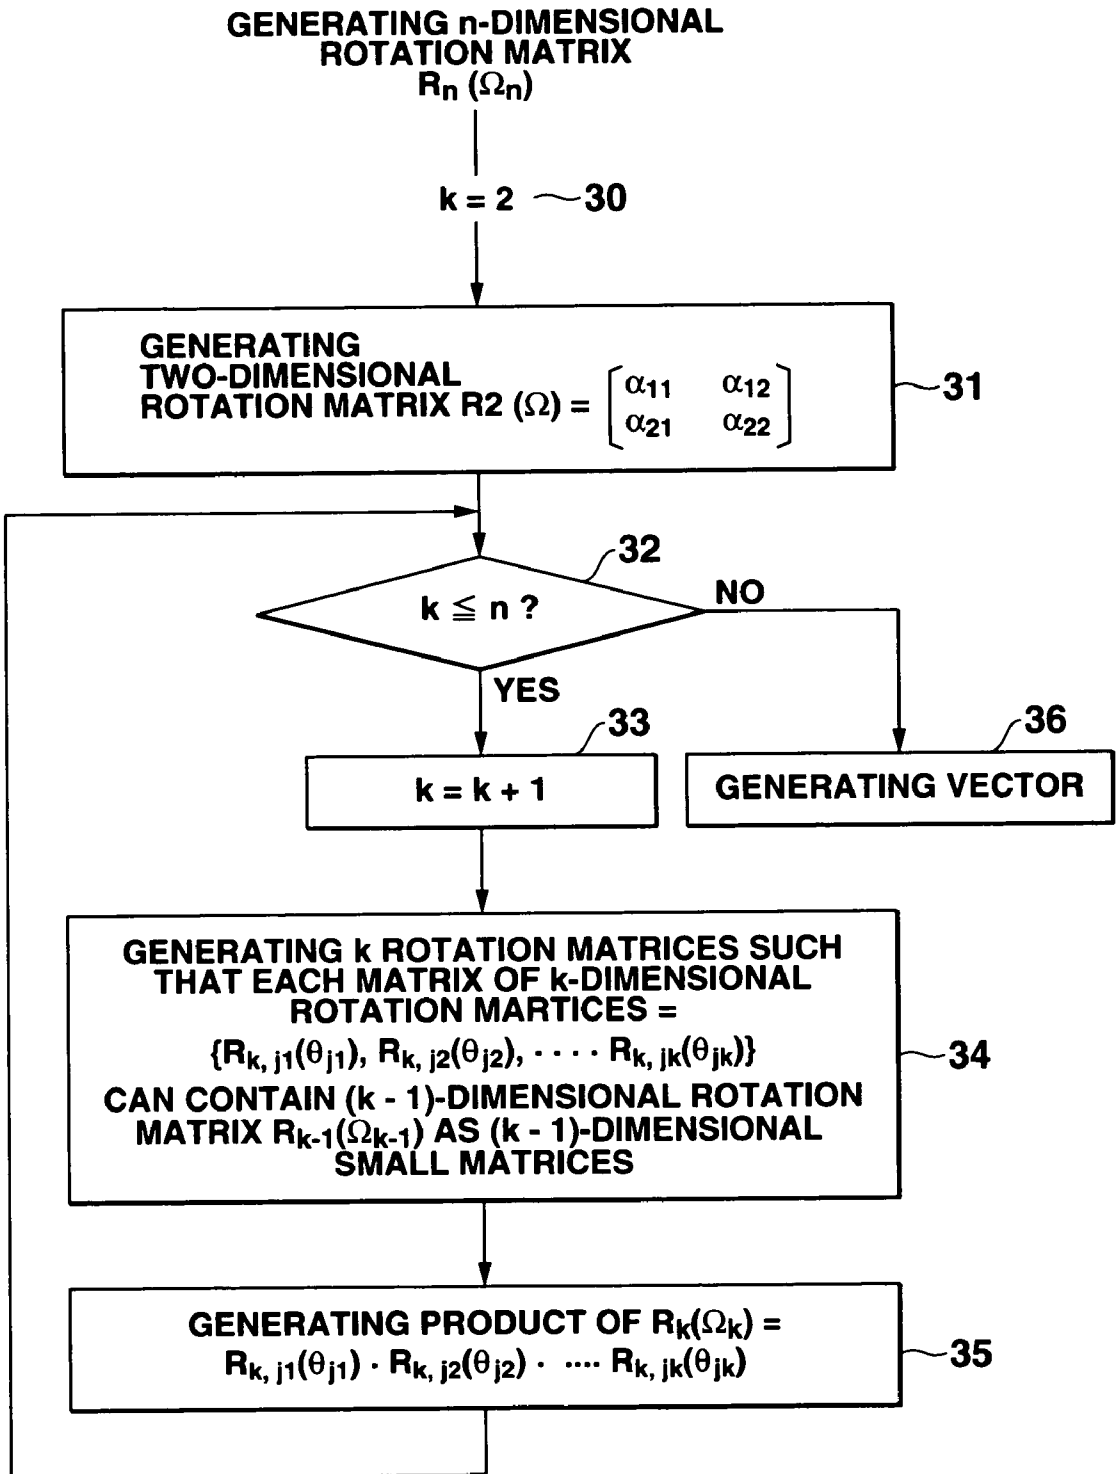 GENERATING n-DIMENSIONAL
ROTATION MATRIX
Rn (Ωn)
k = 2
30
GENERATING
TWO-DIMENSIONAL
ROTATION MATRIX R2 (Ω) =
α11 α12
α21 α22
31
32
k ≦ n ?
NO
YES
33
k = k + 1
36
GENERATING VECTOR
GENERATING k ROTATION MATRICES SUCH
THAT EACH MATRIX OF k-DIMENSIONAL
ROTATION MARTICES =
{Rk, j1(θj1), Rk, j2(θj2), · · · · Rk, jk(θjk)}
CAN CONTAIN (k - 1)-DIMENSIONAL ROTATION
MATRIX Rk-1(Ωk-1) AS (k - 1)-DIMENSIONAL
SMALL MATRICES
34
GENERATING PRODUCT OF Rk(Ωk) =
Rk, j1(θj1) · Rk, j2(θj2) · ···· Rk, jk(θjk)
35